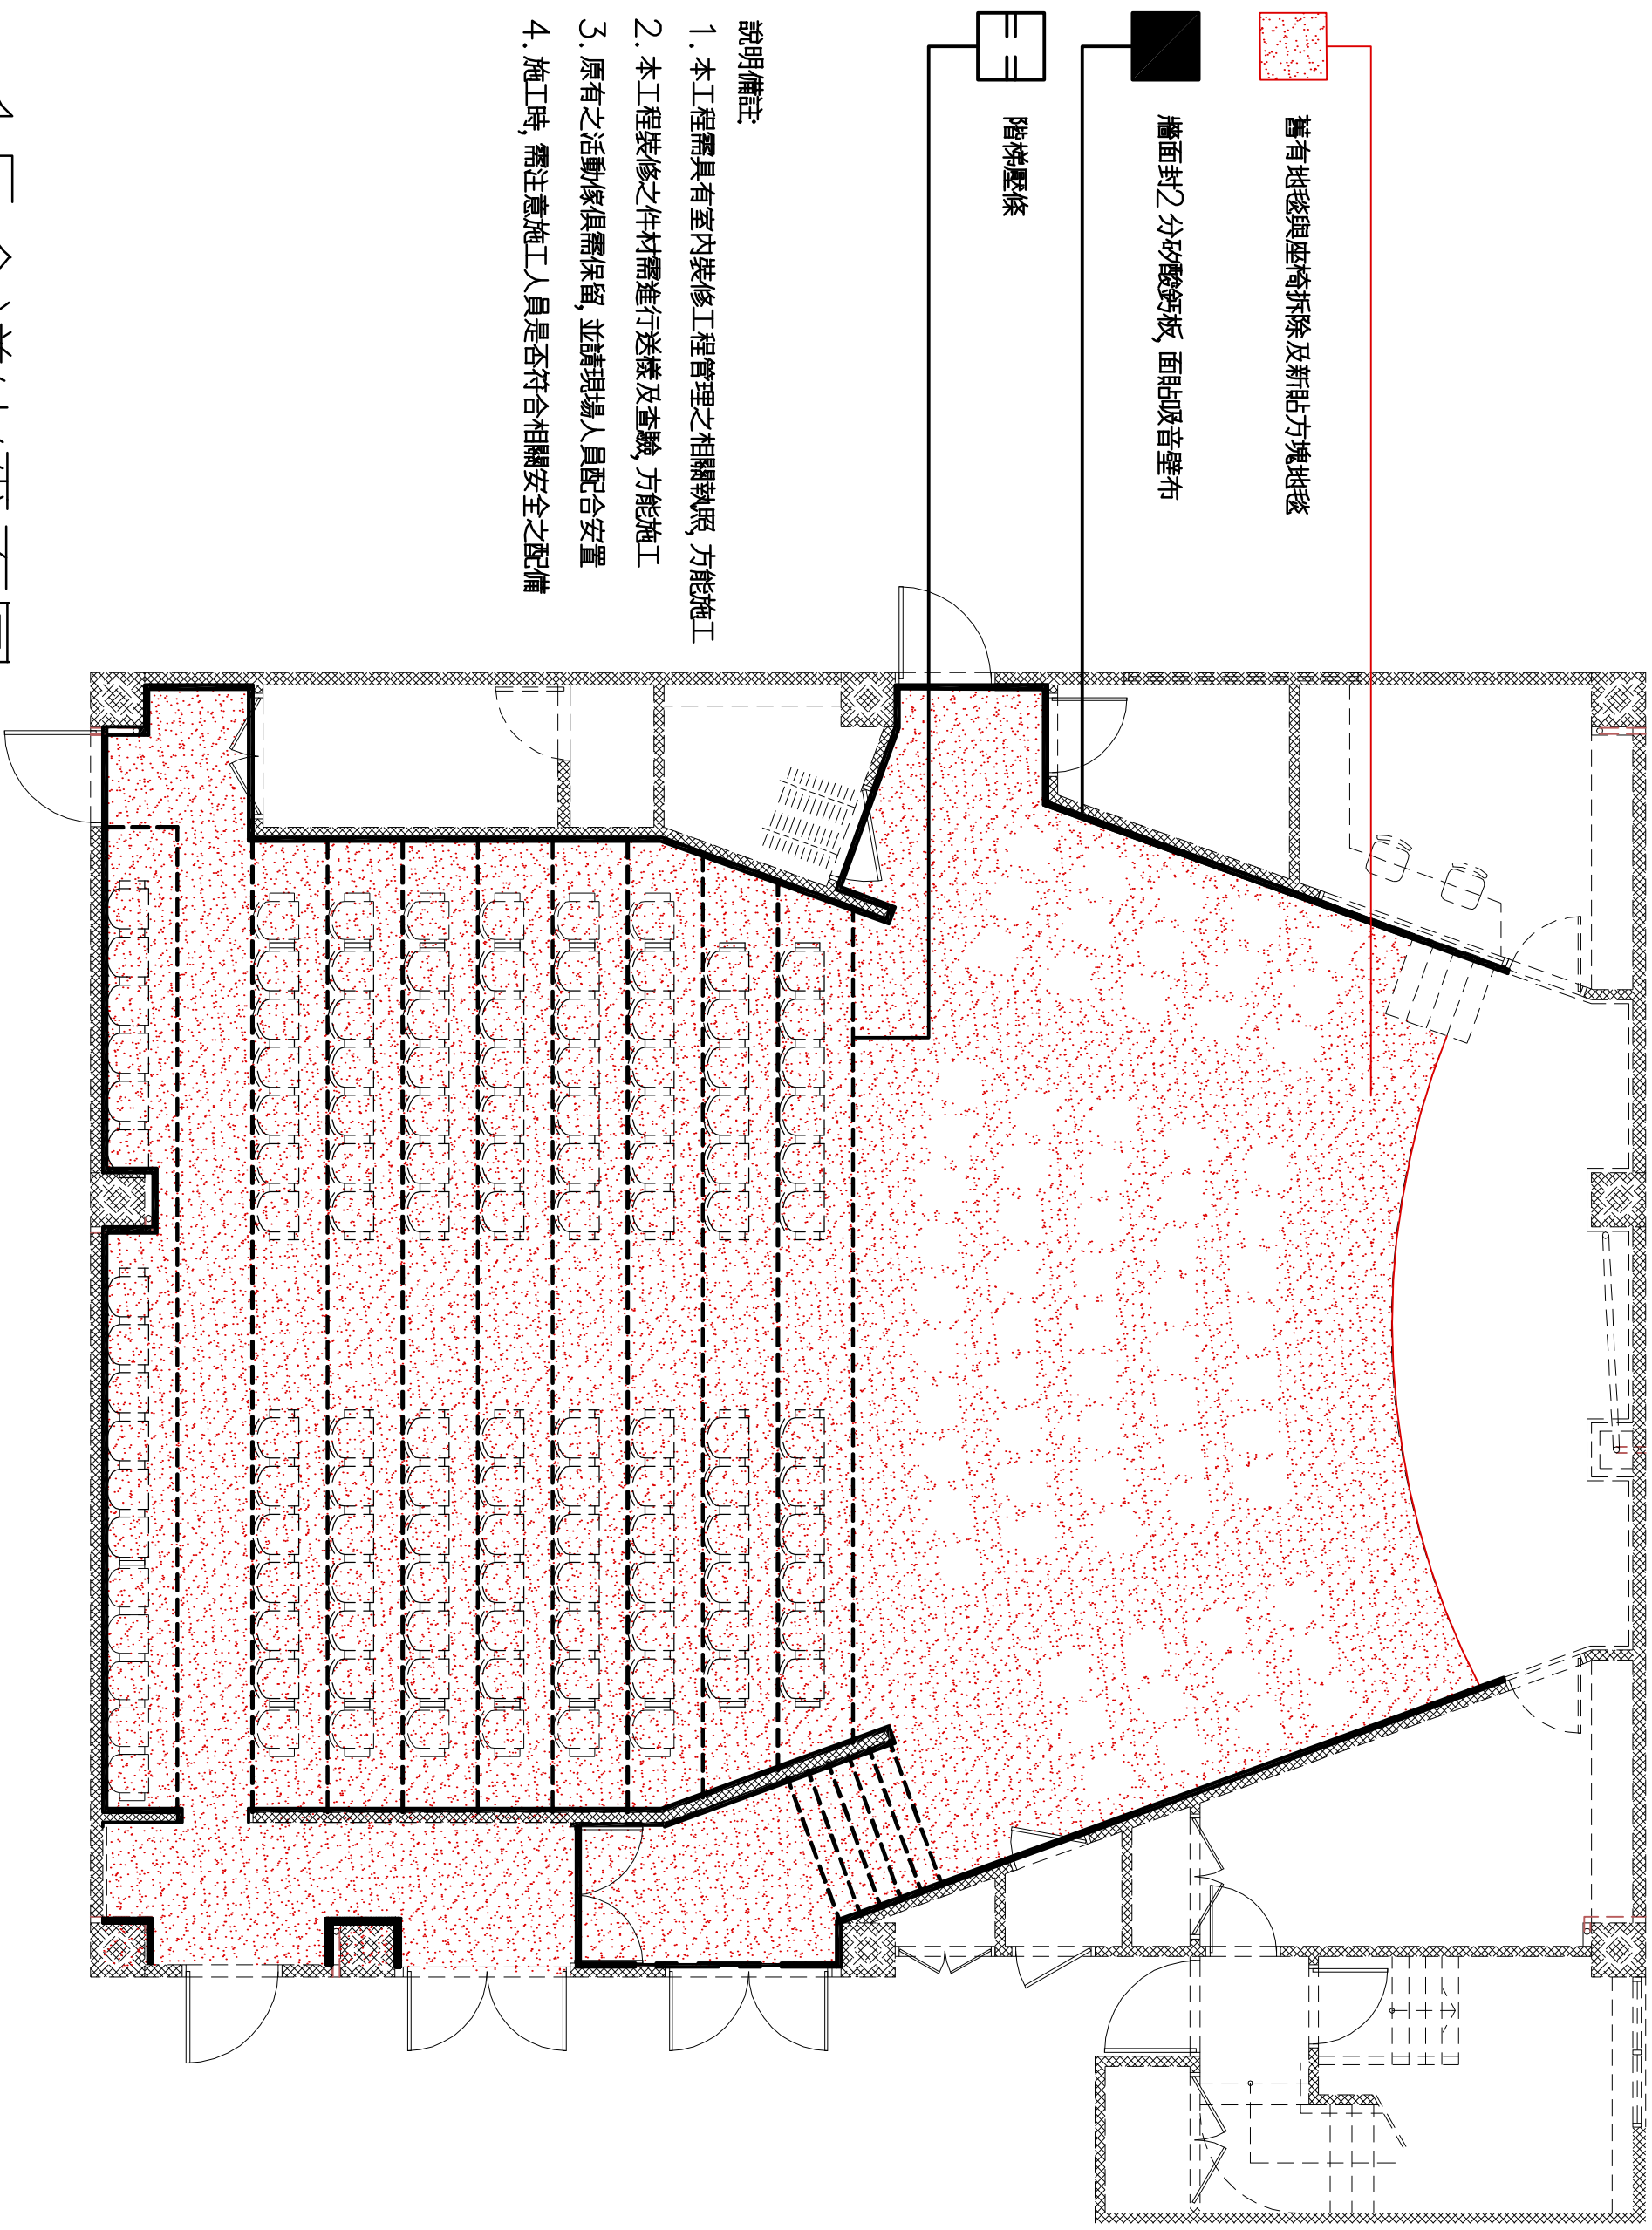 舊有地毯與座椅拆除及新貼方塊地毯
牆面封2分矽酸鈣板, 面貼吸音壁布
階梯壓條
說明備註:
1. 本工程需具有室內裝修工程管理之相關執照, 方能施工
2. 本工程裝修之件材需進行送樣及查驗, 方能施工
3. 原有之活動傢俱需保留, 並請現場人員配合安置
4. 施工時, 需注意施工人員是否符合相關安全之配備